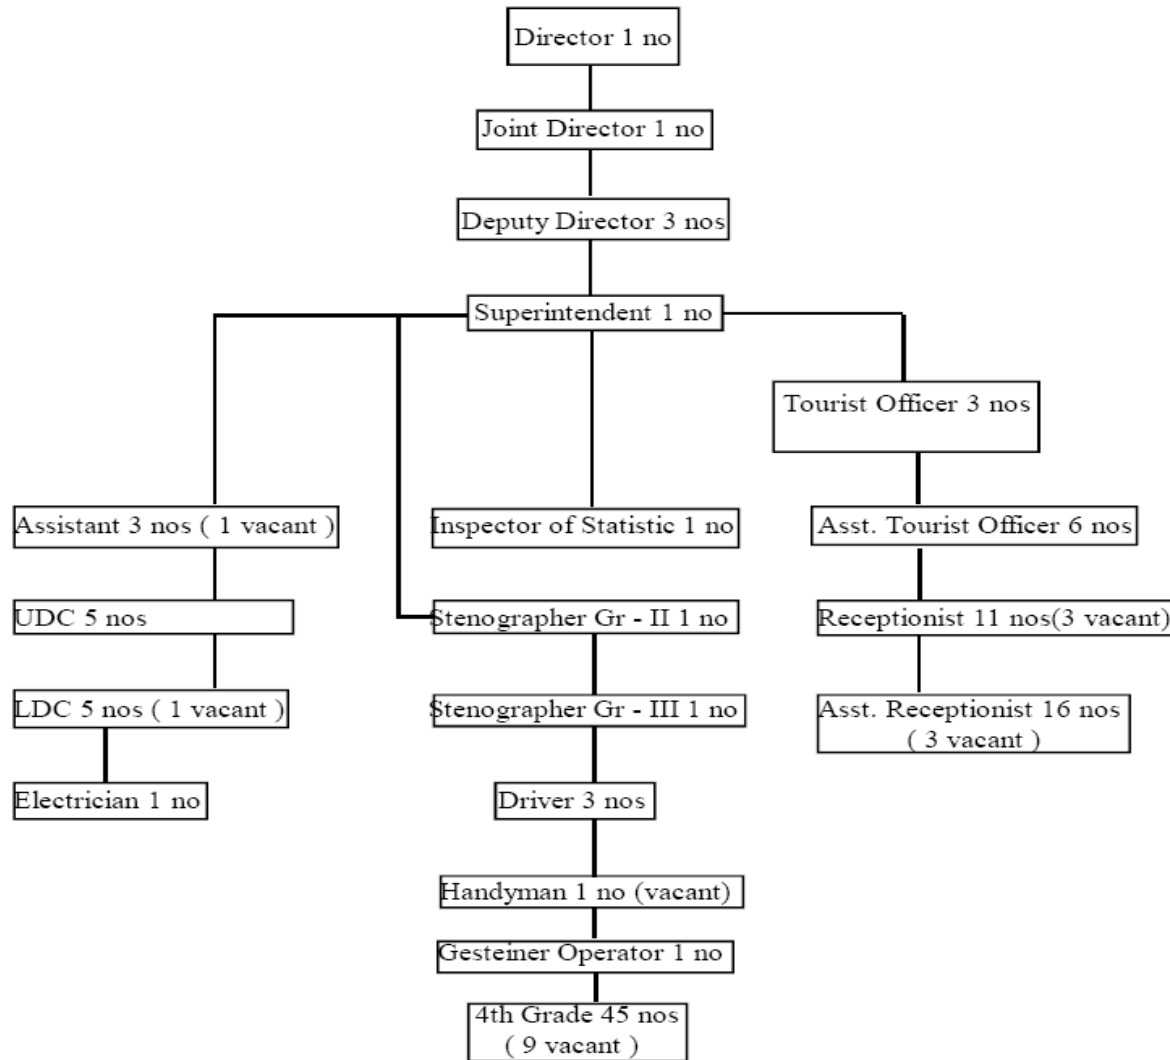 Director 1 no
Joint Director 1 no
Deputy Director 3 nos
Superintendent 1 no
Tourist Officer 3 nos
Assistant 3 nos ( 1 vacant )
Inspector of Statistic 1 no
Asst. Tourist Officer 6 nos
UDC 5 nos
Stenographer Gr - II 1 no
Receptionist 11 nos(3 vacant)
LDC 5 nos ( 1 vacant )
Stenographer Gr - III 1 no
Asst. Receptionist 16 nos
( 3 vacant )
Electrician 1 no
Driver 3 nos
Handyman 1 no (vacant)
Gesteiner Operator 1 no
4th Grade 45 nos
( 9 vacant )